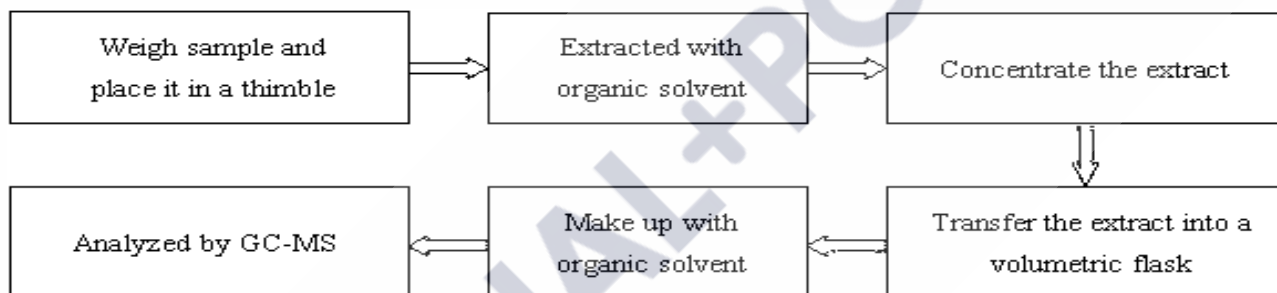 Weigh sample and
place it in a thimble
Extracted with
organic solvent
Concentrate the extract
Transfer the extract into a
volumetric flask
Make up with
organic solvent
Analyzed by GC-MS